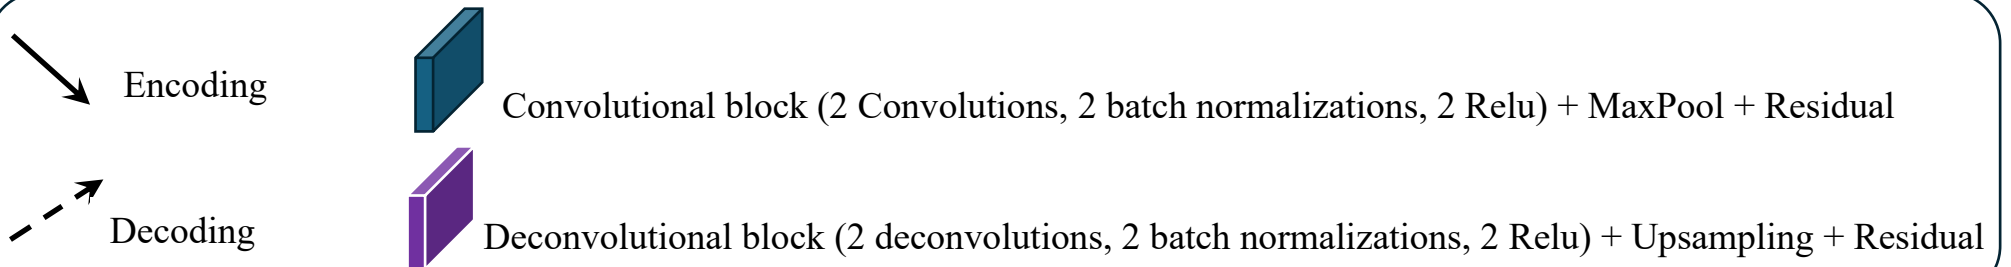 Encoding
Convolutional block (2 Convolutions, 2 batch normalizations, 2 Relu) + MaxPool + Residual
Decoding
Deconvolutional block (2 deconvolutions, 2 batch normalizations, 2 Relu) + Upsampling + Residual